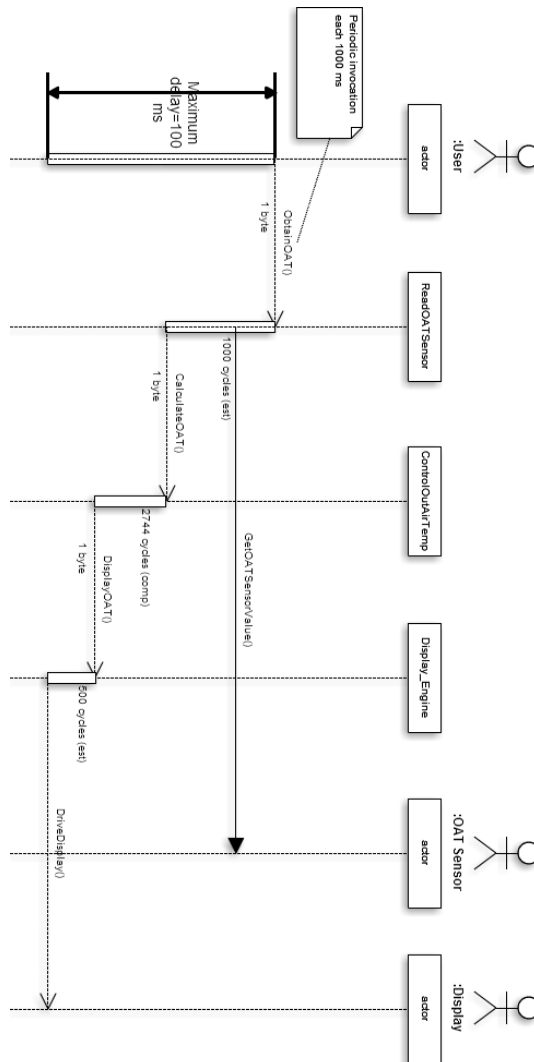 :User
actor
ReadOATSensor
ControlOutAirTemp
Display_Engine
:OAT Sensor
actor
:Display
actor
Periodic invocation
each 1000 ms
Maximum
delay=100
ms
ObtainOAT()
1 byte
1000 cycles (est)
GetOATSensorValue()
CalculateOAT()
1 byte
2744 cycles (comp)
DisplayOAT()
1 byte
500 cycles (est)
DriveDisplay()